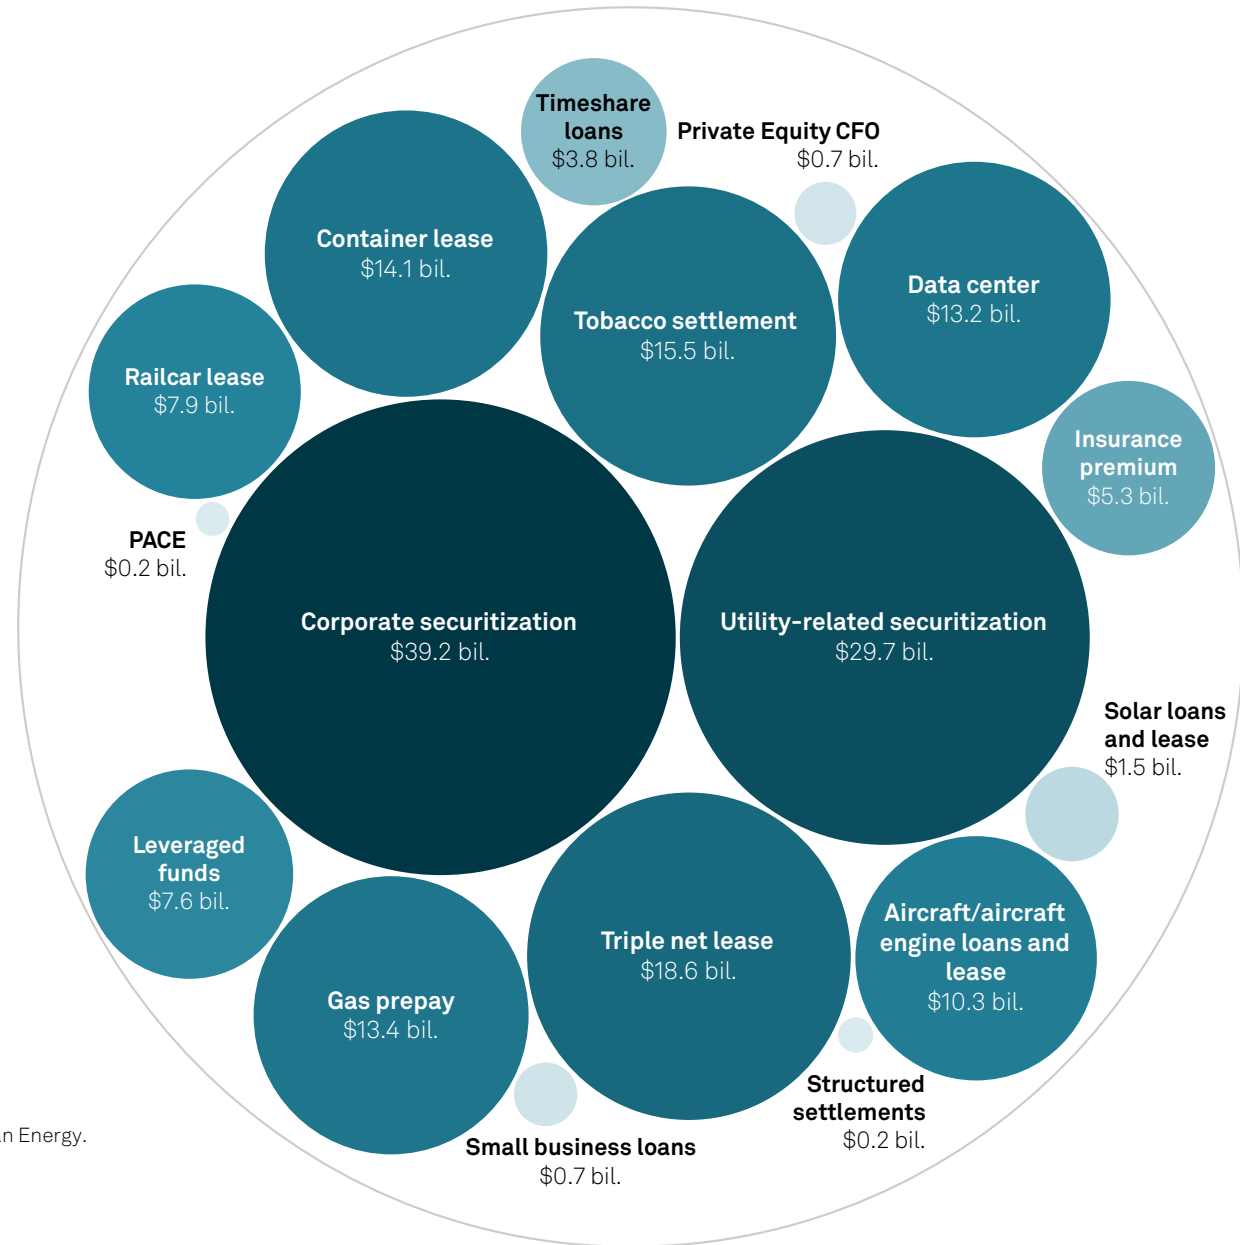 Timeshare
loans
$3.8 bil.
Private Equity CFO
$0.7 bil.
Container lease
$14.1 bil.
Data center
$13.2 bil.
Tobacco settlement
$15.5 bil.
Railcar lease
$7.9 bil.
Insurance
premium
$5.3 bil.
PACE
$0.2 bil.
Corporate securitization
$39.2 bil.
Utility-related securitization
$29.7 bil.
Solar loans
and lease
$1.5 bil.
Leveraged
funds
$7.6 bil.
Triple net lease
$18.6 bil.
Aircraft/aircraft
engine loans and
lease
$10.3 bil.
Gas prepay
$13.4 bil.
Structured
settlements
$0.2 bil.
Small business loans
$0.7 bil.
Energy.